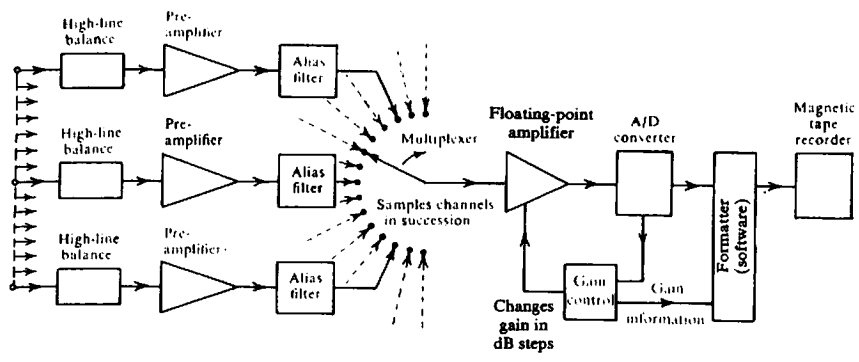 High-line
balance
Pre-
amplifier
Alias
filter
High-line
balance
Pre-
amplifier
Alias
filter
High-line
balance
Pre-
amplifier
Alias
filter
Multiplexer
Samples channels
in succession
Floating-point
amplifier
A/D
converter
Magnetic
tape
recorder
Formatter
(software)
Gain
control
Gain
information
Changes
gain in
dB steps